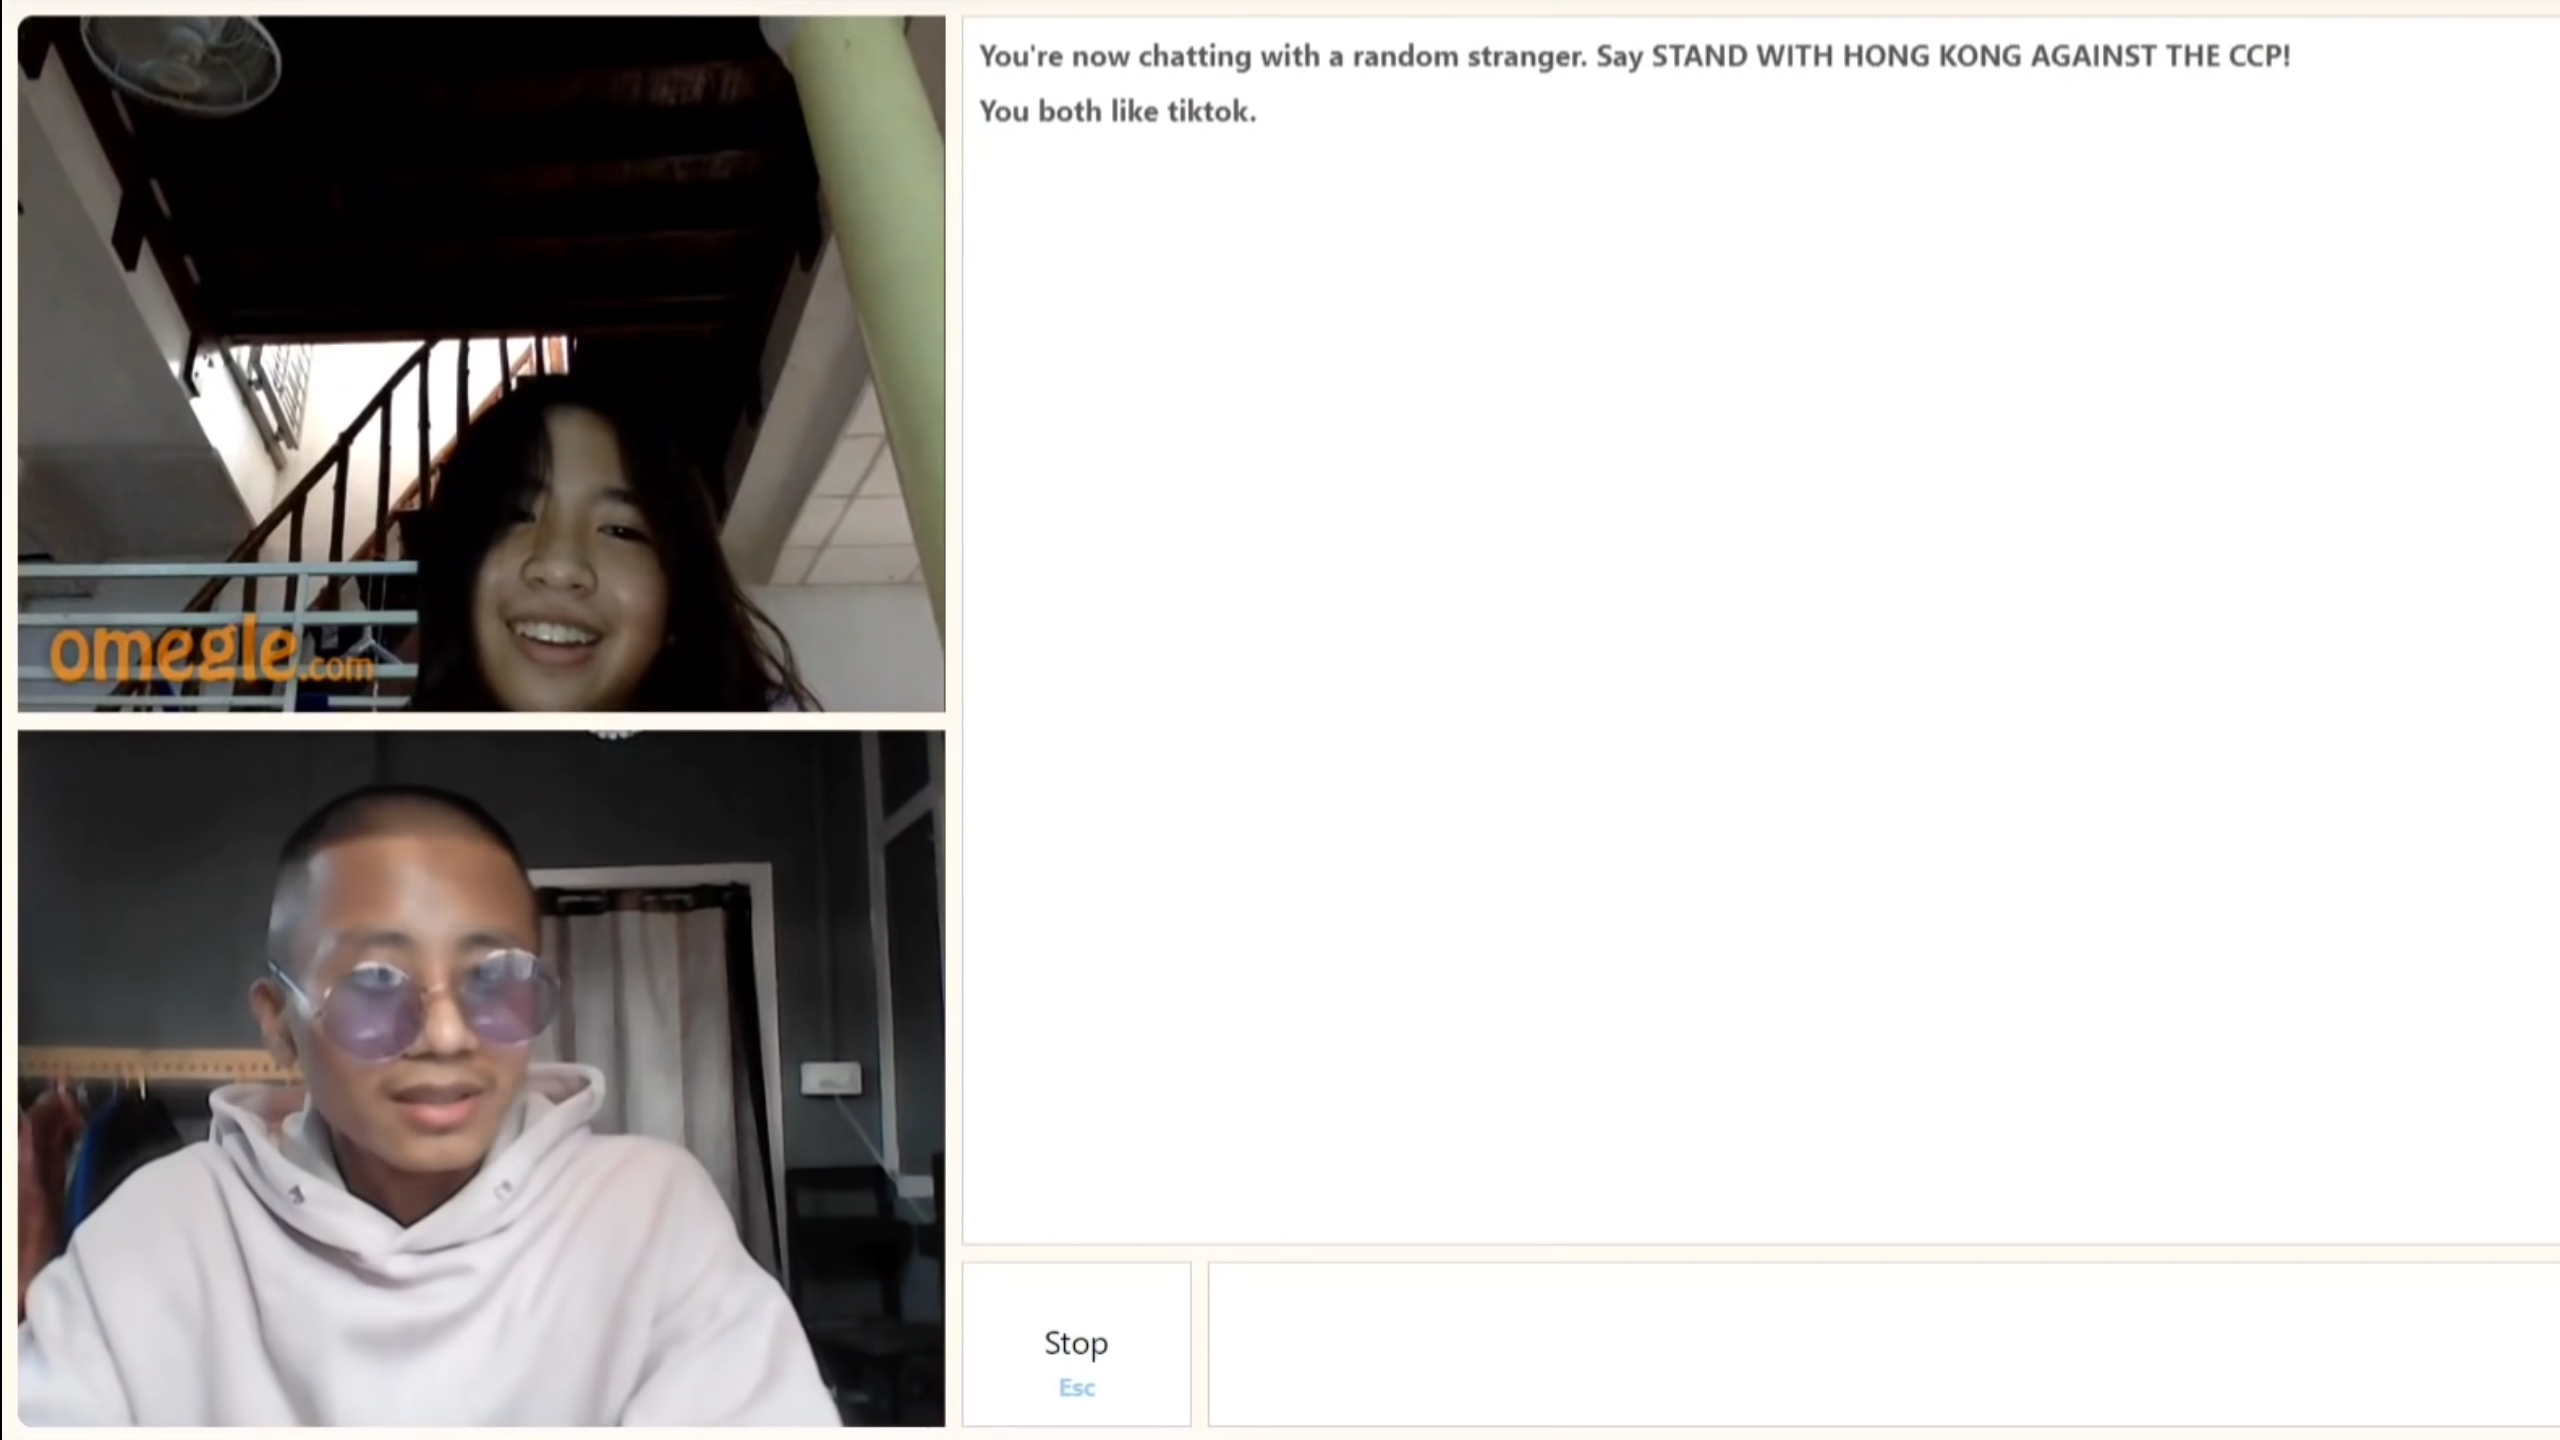 You're now chatting with a random stranger. Say STAND WITH HONG KONG AGAINST THE CCP!
You both like tiktok.
omegle.com
Stop
Esc